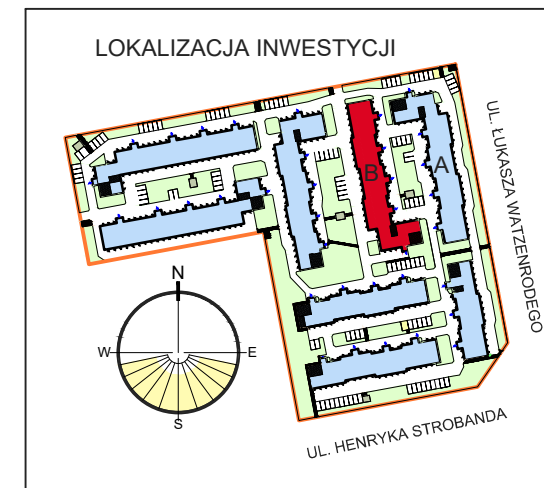 LOKALIZACJA INWESTYCJI
UL. ŁUKASZA WATZENRODEGO
B
A
N
W
E
S
UL. HENRYKA STROBANDA